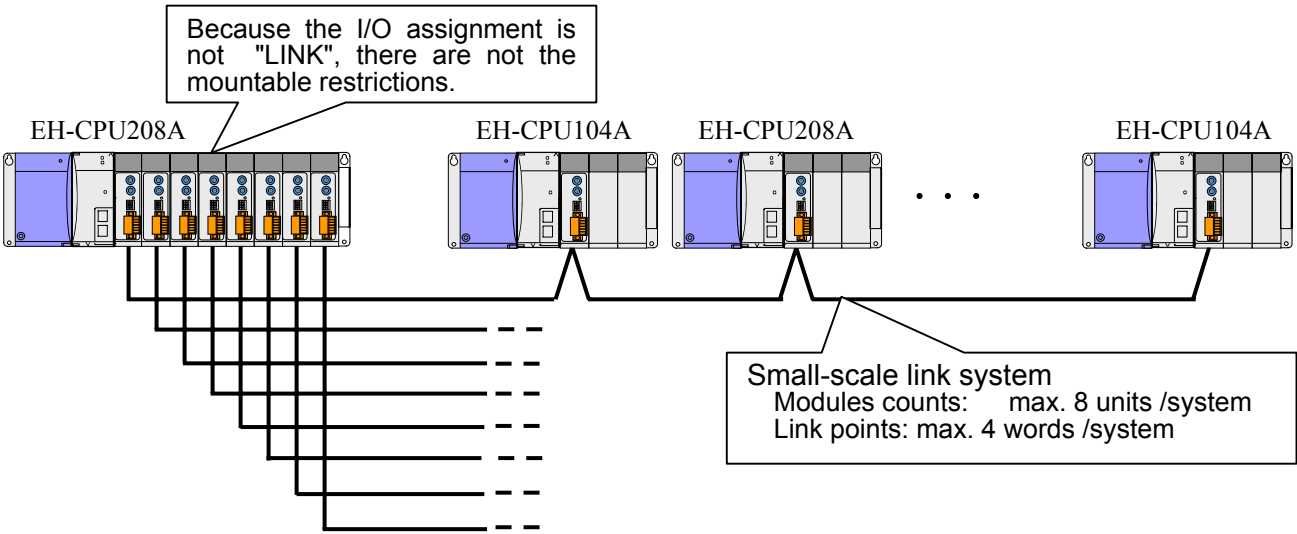 Because the I/O assignment is
not "LINK", there are not the
mountable restrictions.
EH-CPU208A
EH-CPU104A
EH-CPU208A
EH-CPU104A
Small-scale link system
Modules counts: max. 8 units /system
Link points: max. 4 words /system